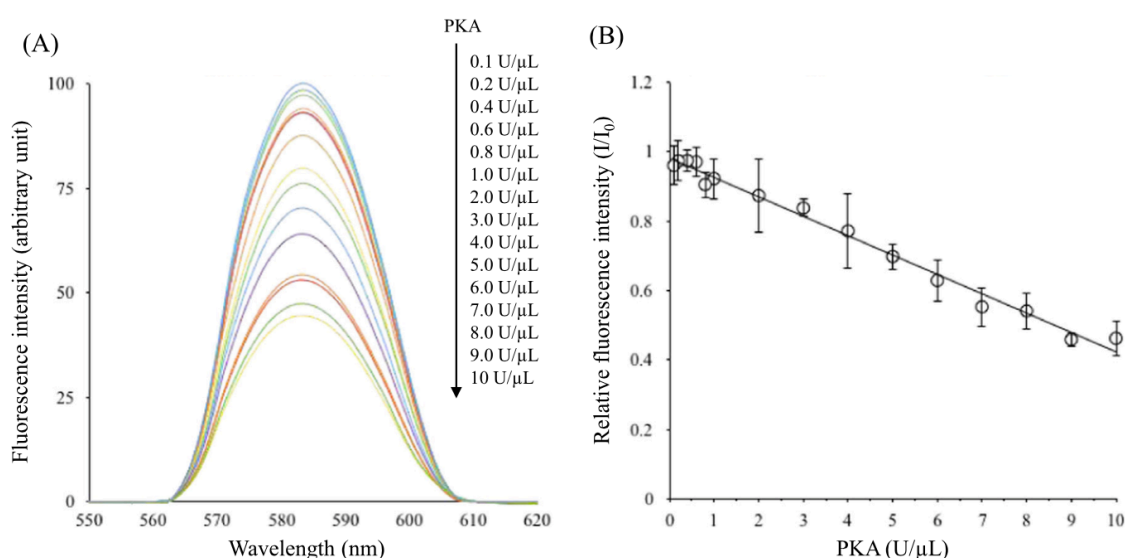 (A)
PKA
0.1 U/µL
0.2 U/µL
0.4 U/µL
0.6 U/µL
0.8 U/µL
1.0 U/µL
2.0 U/µL
3.0 U/µL
4.0 U/µL
5.0 U/µL
6.0 U/µL
7.0 U/µL
8.0 U/µL
9.0 U/µL
10 U/µL
Fluorescence intensity (arbitrary unit)
100
75
50
25
0
550 560 570 580 590 600 610 620
Wavelength (nm)
(B)
Relative fluorescence intensity (I/I₀)
1.2
1
0.8
0.6
0.4
0.2
0
0 1 2 3 4 5 6 7 8 9 10
PKA (U/µL)